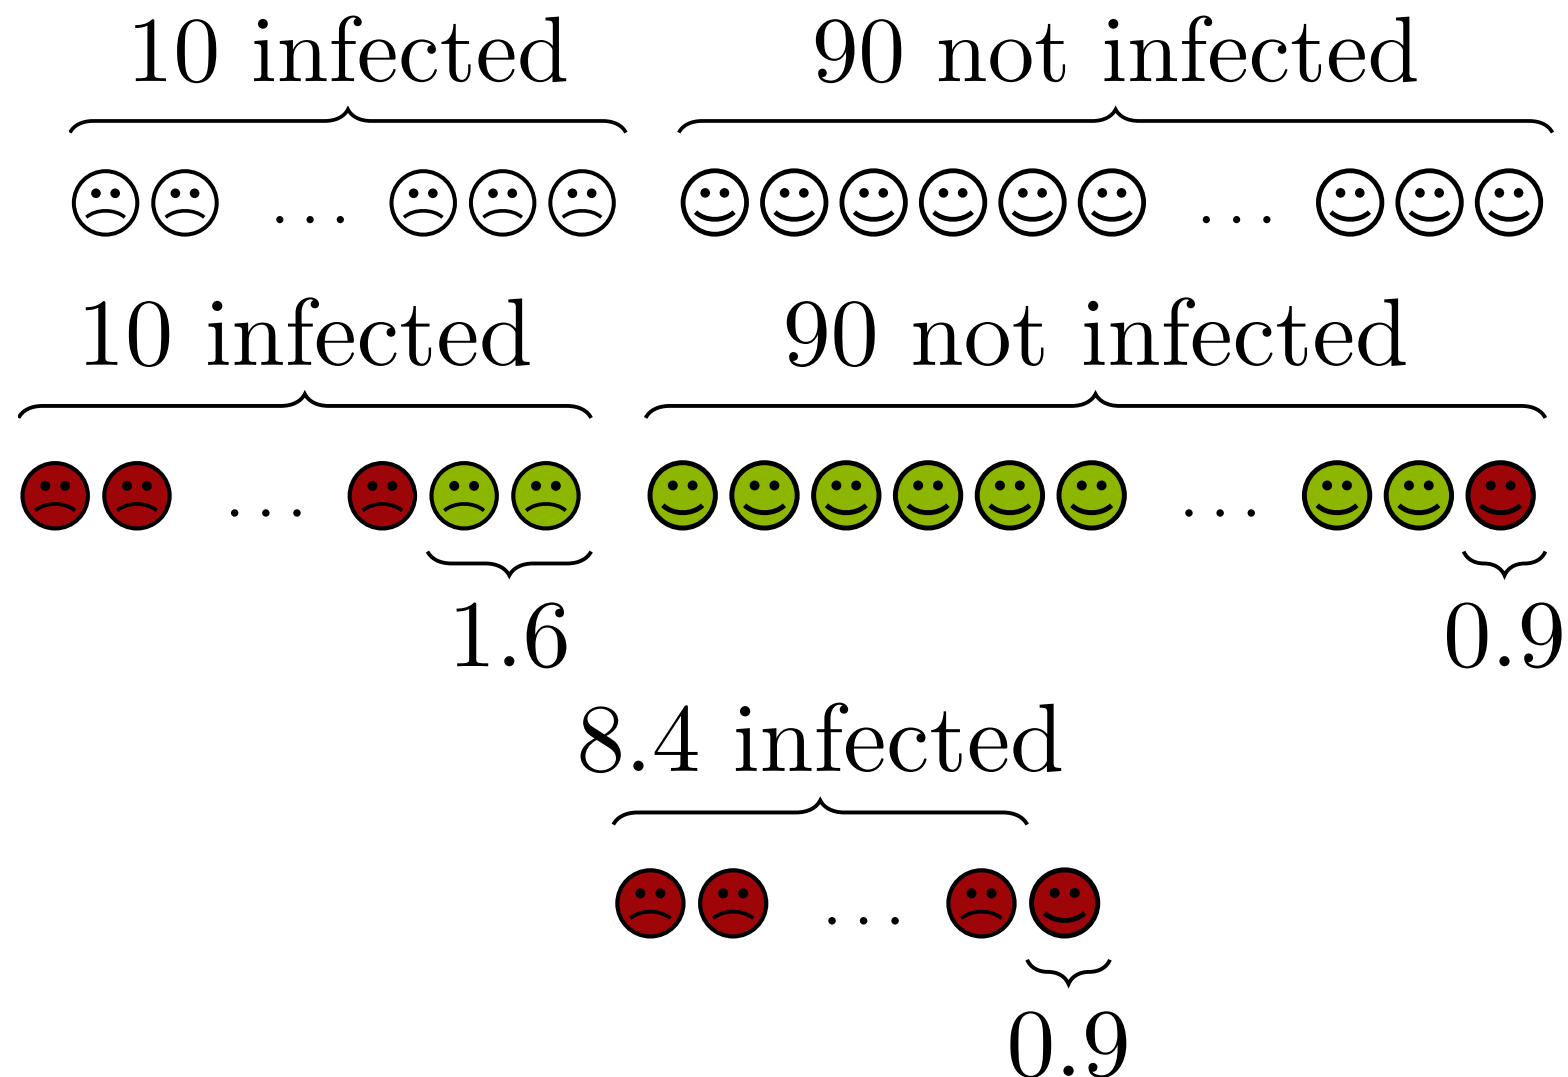 10 infected 90 not infected
... ...
10 infected 90 not infected
... ...
1.6 0.9
8.4 infected
...
0.9